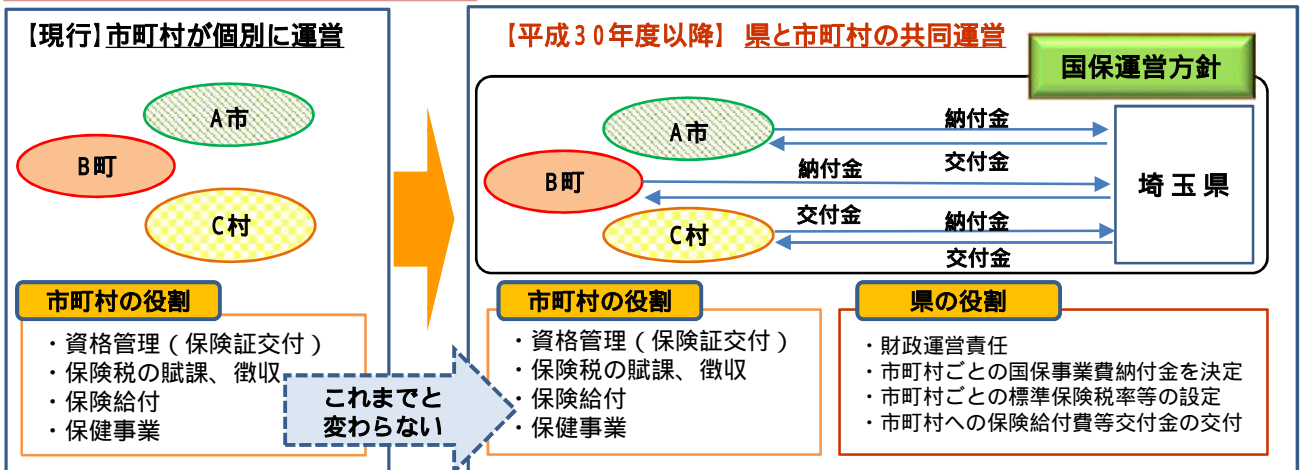 【現行】市町村が個別に運営
A市
B町
C村
市町村の役割
・資格管理（保険証交付）
・保険税の賦課、徴収
・保険給付
・保健事業
これまでと
変わらない
【平成30年度以降】 県と市町村の共同運営
国保運営方針
A市
納付金
交付金
B町
納付金
交付金
C村
納付金
交付金
埼玉県
市町村の役割
・資格管理（保険証交付）
・保険税の賦課、徴収
・保険給付
・保健事業
県の役割
・財政運営責任
・市町村ごとの国保事業費納付金を決定
・市町村ごとの標準保険税率等の設定
・市町村への保険給付費等交付金の交付